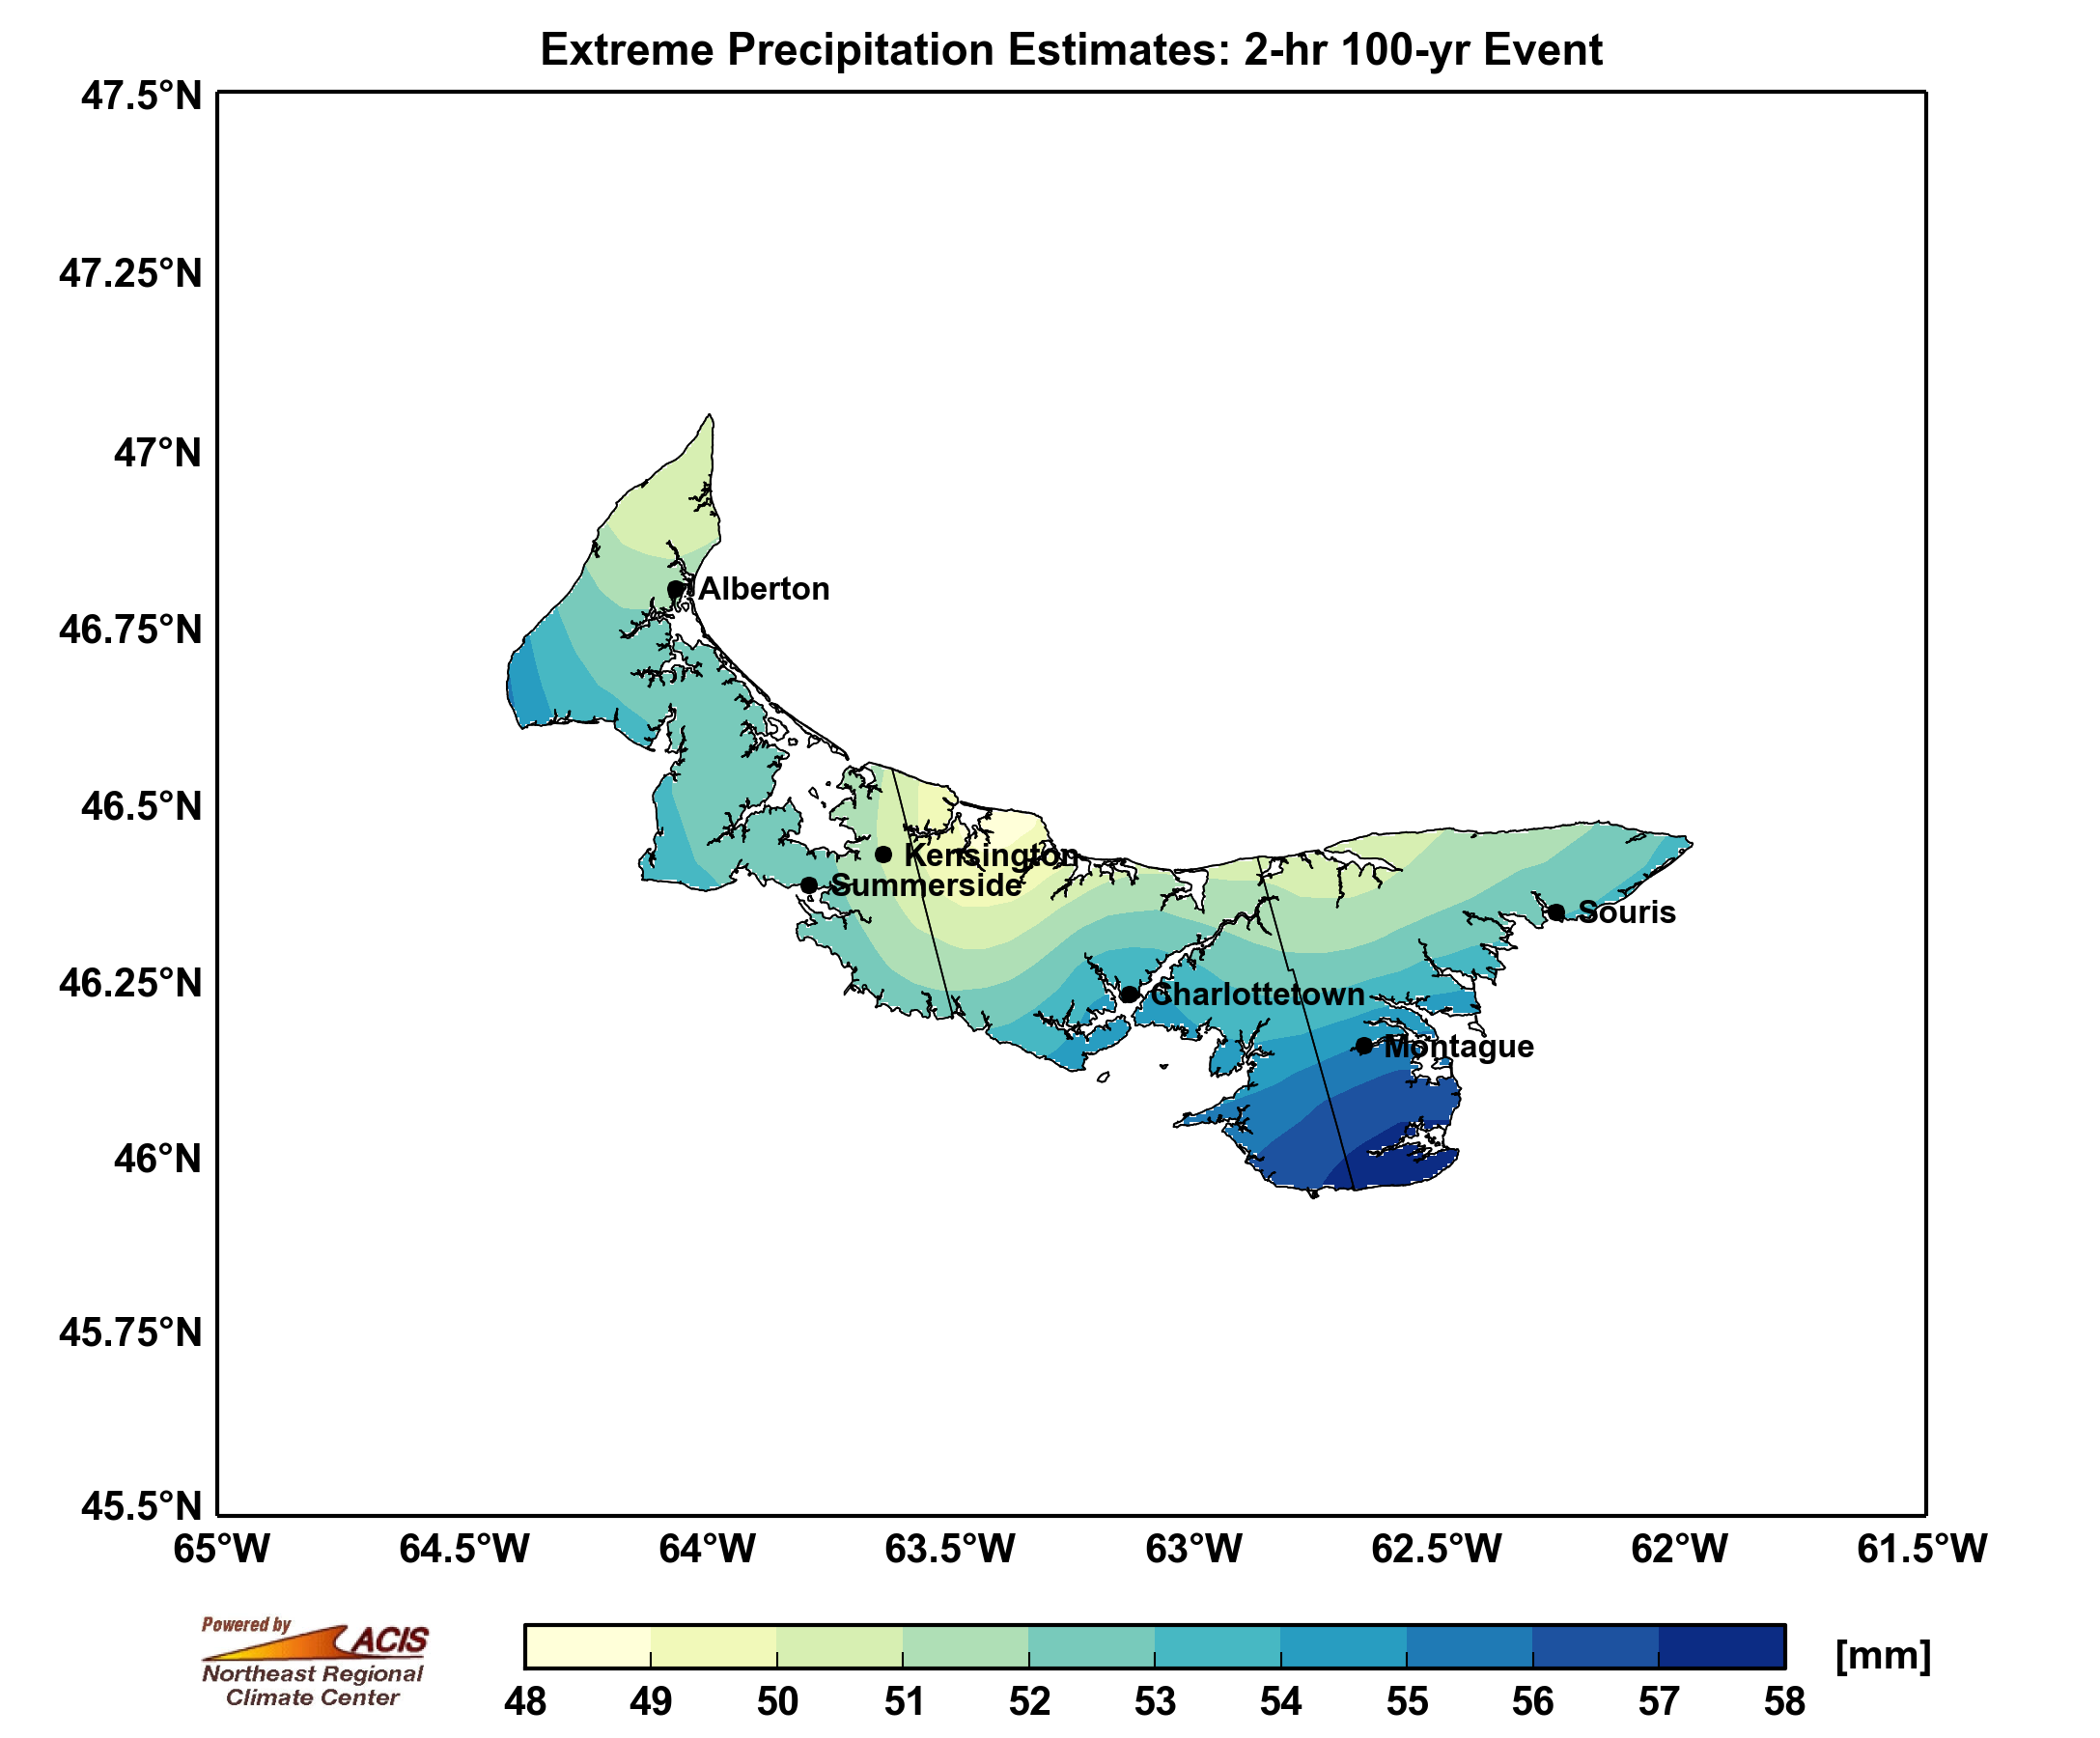 Extreme Precipitation Estimates: 2-hr 100-yr Event
47.5°N
47.25°N
47°N
46.75°N
46.5°N
46.25°N
46°N
45.75°N
45.5°N
Alberton
Kensington
Summerside
Souris
Charlottetown
Montague
65°W 64.5°W 64°W 63.5°W 63°W 62.5°W 62°W 61.5°W
Powered by
ACIS
Northeast Regional
Climate Center
48 49 50 51 52 53 54 55 56 57 58
[mm]